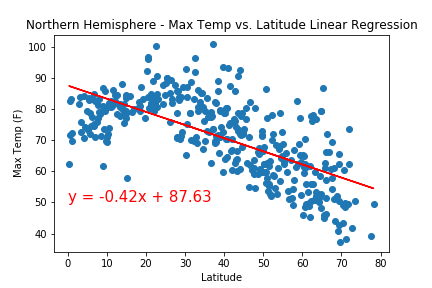 Northern Hemisphere - Max Temp vs. Latitude Linear Regression
100
90
80
70
60
50
40
Max Temp (F)
y = -0.42x + 87.63
0 10 20 30 40 50 60 70 80
Latitude